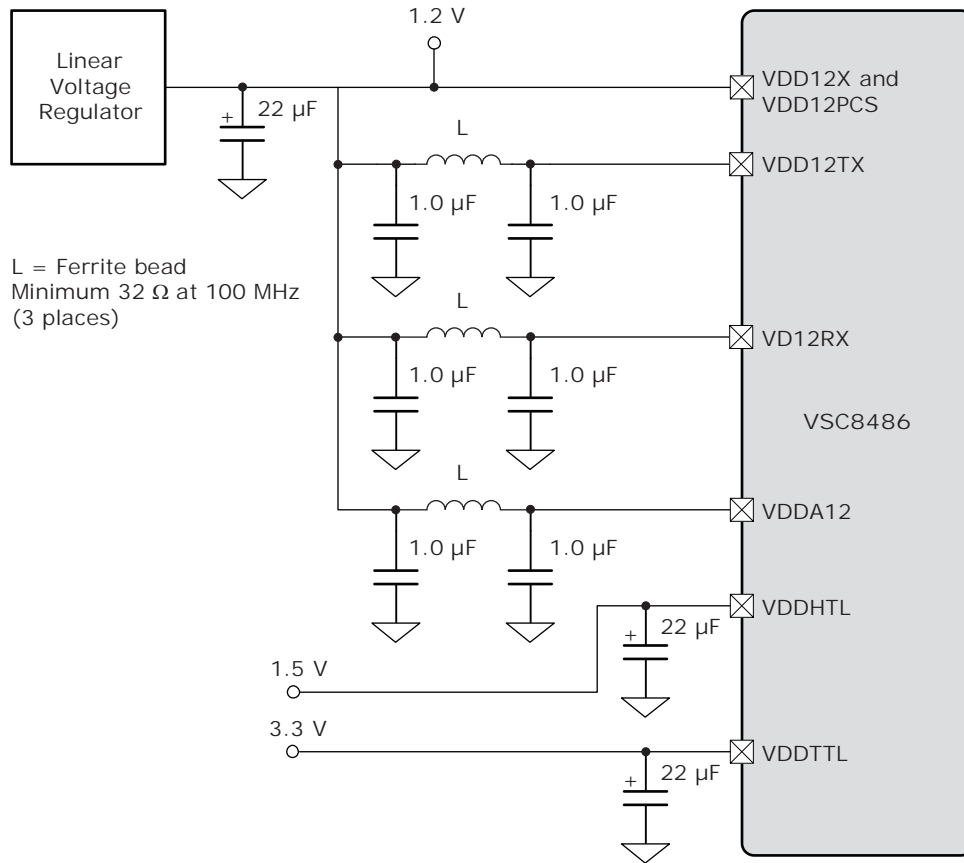 1.2 V
Linear
Voltage
Regulator
+ 22 µF
VDD12X and
VDD12PCS
L
VDD12TX
1.0 µF 1.0 µF
L = Ferrite bead
Minimum 32 Ω at 100 MHz
(3 places)
L
VD12RX
1.0 µF 1.0 µF
VSC8486
L
VDDA12
1.0 µF 1.0 µF
VDDHTL
+ 22 µF
1.5 V
3.3 V
VDDTTL
+ 22 µF